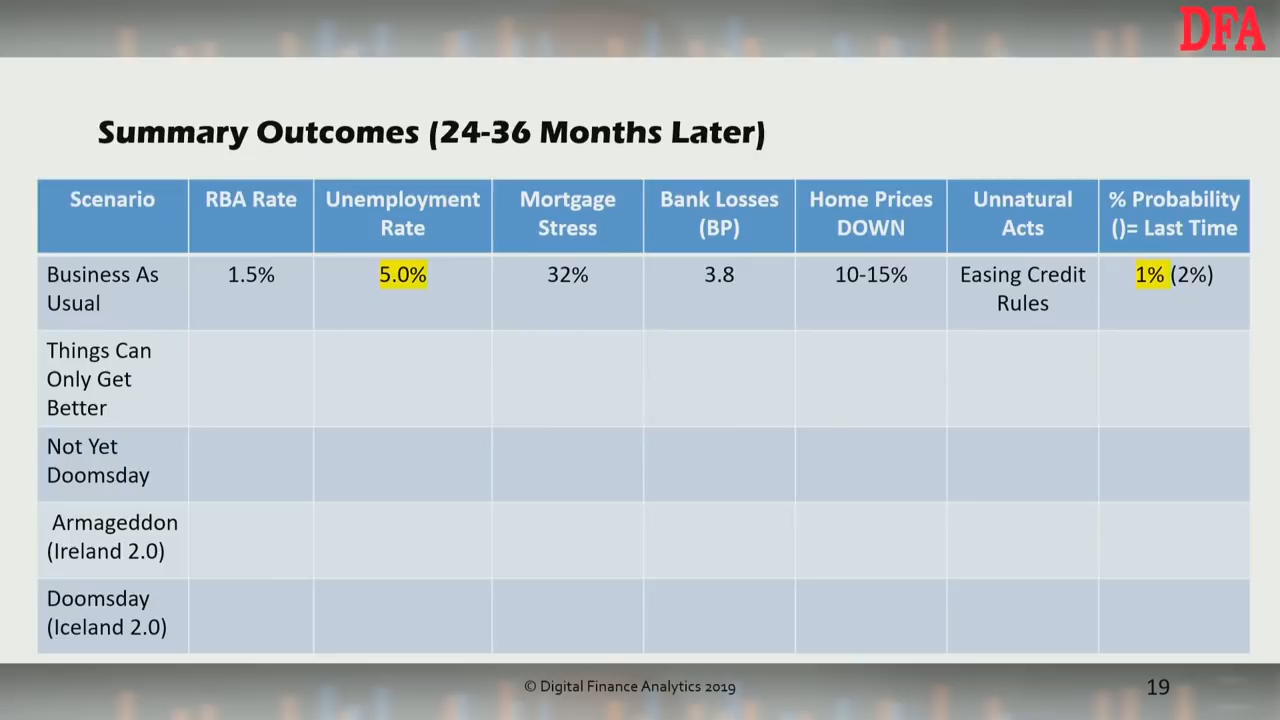 DFA
Summary Outcomes (24-36 Months Later)
Scenario
RBA Rate
Unemployment
Rate
Mortgage
Stress
Bank Losses
(BP)
Home Prices
DOWN
Unnatural
Acts
% Probability
()= Last Time
Business As
Usual
1.5%
5.0%
32%
3.8
10-15%
Easing Credit
Rules
1% (2%)
Things Can
Only Get
Better
Not Yet
Doomsday
Armageddon
(Ireland 2.0)
Doomsday
(Iceland 2.0)
© Digital Finance Analytics 2019
19